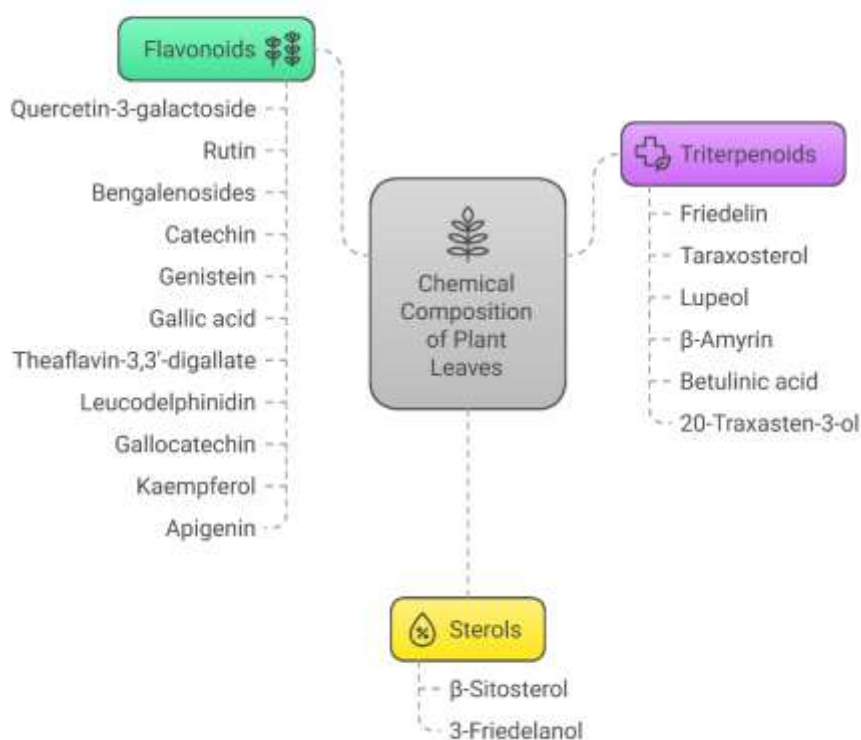 Flavonoids
Quercetin-3-galactoside
Rutin
Bengalenosides
Catechin
Genistein
Gallic acid
Theaflavin-3,3'-digallate
Leucodelphinidin
Gallocatechin
Kaempferol
Apigenin
Chemical
Composition
of Plant
Leaves
Triterpenoids
Friedelin
Taraxosterol
Lupeol
β-Amyrin
Betulinic acid
20-Traxasten-3-ol
% Sterols
β-Sitosterol
3-Friedelanol